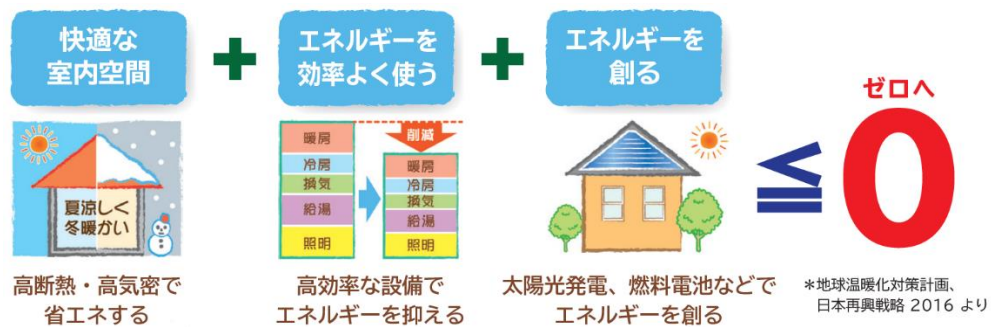 快適な
室内空間
+
エネルギーを
効率よく使う
+
エネルギーを
創る
≦
ゼロへ
0
夏涼しく
冬暖かい
暖房
冷房
換気
給湯
照明
削減
暖房
冷房
換気
給湯
照明
高断熱・高気密で
省エネする
高効率な設備で
エネルギーを抑える
太陽光発電、燃料電池などで
エネルギーを創る
*地球温暖化対策計画、
日本再興戦略 2016 より